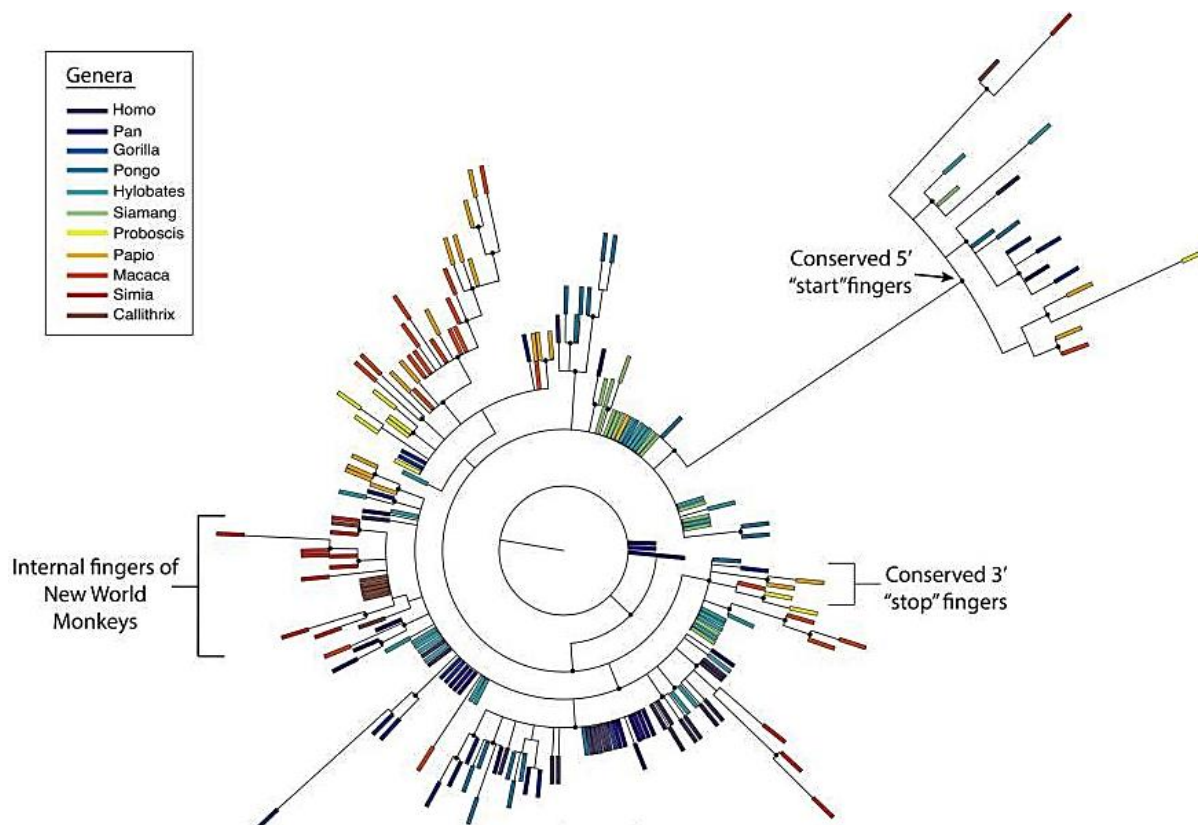 Genera
Homo
Pan
Gorilla
Pongo
Hylobates
Siamang
Proboscis
Papio
Macaca
Simia
Callithrix
Conserved 5'
"start"fingers
Internal fingers of
New World
Monkeys
Conserved 3'
"stop" fingers